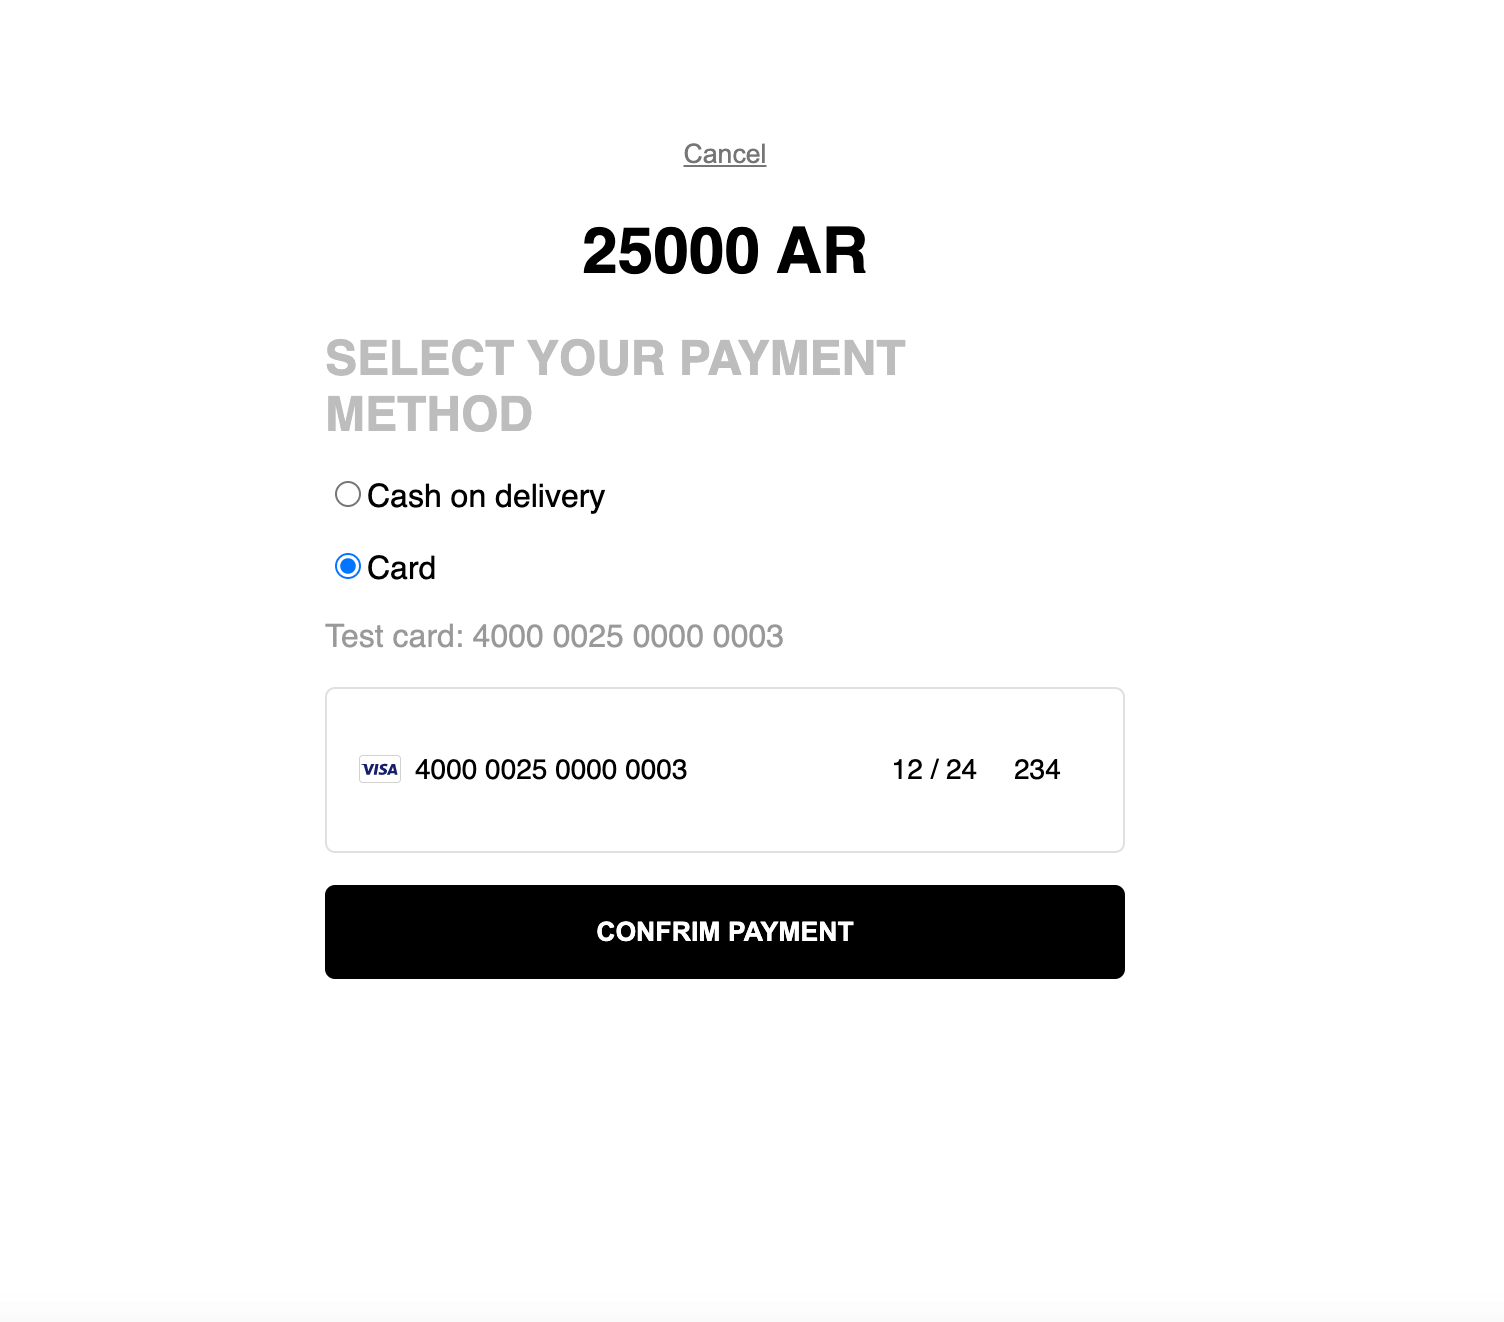 Cancel
25000 AR
SELECT YOUR PAYMENT
METHOD
Cash on delivery
Card
Test card: 4000 0025 0000 0003
VISA 4000 0025 0000 0003 12 / 24 234
CONFRIM PAYMENT